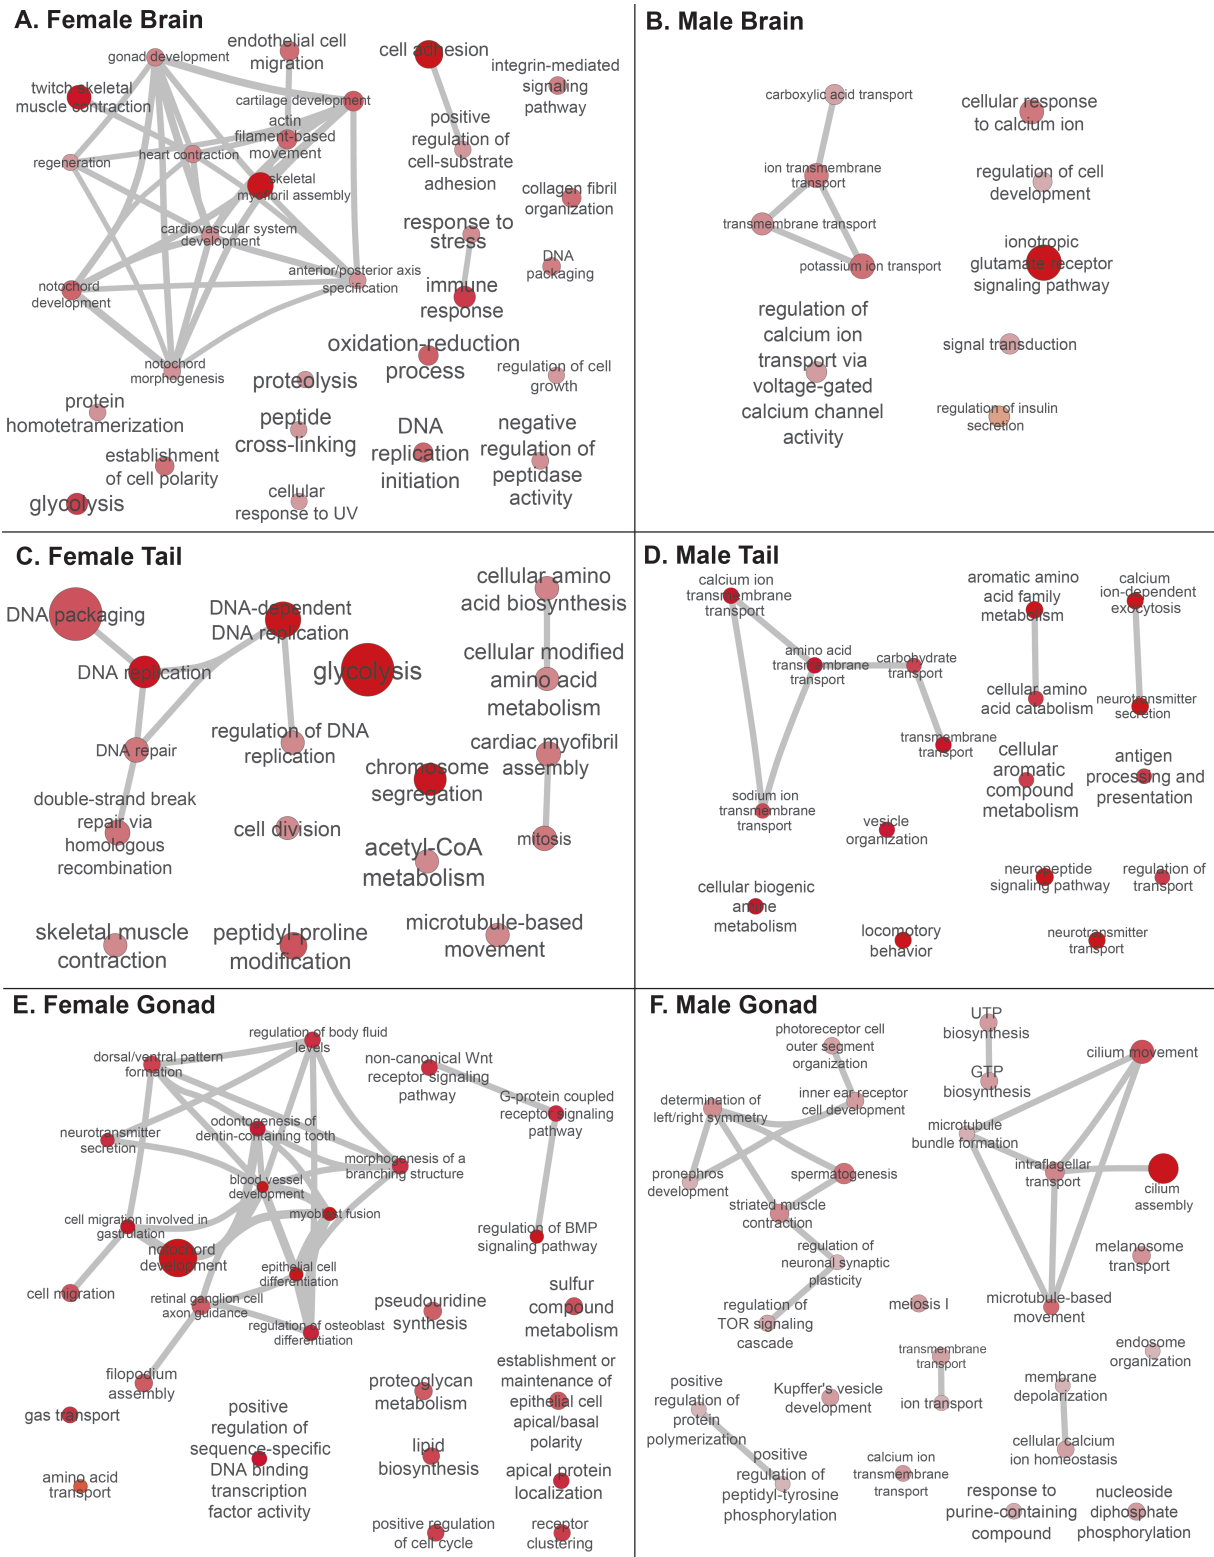 A. Female Brain
gonad development
endothelial cell
migration
cell adhesion
integrin-mediated
signaling
pathway
twitch skeletal
muscle contraction
cartilage development
actin
filament-based
movement
positive
regulation of
cell-substrate
adhesion
regeneration
heart contraction
skeletal
myofibril assembly
collagen fibril
organization
cardiovascular system
development
response to
stress
DNA
packaging
notochord
development
anterior/posterior axis
specification
immune
response
notochord
morphogenesis
oxidation-reduction
process
proteolysis
regulation of cell
growth
protein
homotetramerization
peptide
cross-linking
DNA
replication
initiation
negative
regulation of
peptidase
activity
establishment
of cell polarity
glycolysis
cellular
response to UV
B. Male Brain
carboxylic acid transport
cellular response
to calcium ion
ion transmembrane
transport
regulation of cell
development
transmembrane transport
potassium ion transport
ionotropic
glutamate receptor
signaling pathway
regulation of
calcium ion
transport via
voltage-gated
calcium channel
activity
signal transduction
regulation of insulin
secretion
C. Female Tail
DNA packaging
DNA-dependent
DNA replication
cellular amino
acid biosynthesis
DNA replication
glycolysis
cellular modified
amino acid
metabolism
DNA repair
regulation of DNA
replication
cardiac myofibril
assembly
chromosome
segregation
double-strand break
repair via
homologous
recombination
cell division
acetyl-CoA
metabolism
mitosis
skeletal muscle
contraction
peptidyl-proline
modification
microtubule-based
movement
D. Male Tail
calcium ion
transmembrane
transport
aromatic amino
acid family
metabolism
calcium
ion-dependent
exocytosis
amino acid
transmembrane
transport
carbohydrate
transport
cellular amino
acid catabolism
neurotransmitter
secretion
transmembrane
transport
cellular
aromatic
compound
metabolism
antigen
processing and
presentation
sodium ion
transmembrane
transport
vesicle
organization
cellular biogenic
amine
metabolism
neuropeptide
signaling pathway
regulation of
transport
locomotory
behavior
neurotransmitter
transport
E. Female Gonad
regulation of body fluid
levels
dorsal/ventral pattern
formation
non-canonical Wnt
receptor signaling
pathway
G-protein coupled
receptor signaling
pathway
neurotransmitter
secretion
odontogenesis of
dentin-containing tooth
morphogenesis of a
branching structure
blood vessel
development
cell migration involved in
gastrulation
myoblast fusion
regulation of BMP
signaling pathway
notochord
development
epithelial cell
differentiation
cell migration
retinal ganglion cell
axon guidance
pseudouridine
synthesis
sulfur
compound
metabolism
regulation of osteoblast
differentiation
filopodium
assembly
proteoglycan
metabolism
establishment or
maintenance of
epithelial cell
apical/basal
polarity
gas transport
positive
regulation of
sequence-specific
DNA binding
transcription
factor activity
lipid
biosynthesis
amino acid
transport
apical protein
localization
positive regulation
of cell cycle
receptor
clustering
F. Male Gonad
photoreceptor cell
outer segment
organization
UTP
biosynthesis
cilium movement
GTP
biosynthesis
determination of
left/right symmetry
inner ear receptor
cell development
microtubule
bundle formation
pronephros
development
spermatogenesis
intraflagellar
transport
cilium
assembly
striated muscle
contraction
regulation of
neuronal synaptic
plasticity
melanosome
transport
regulation of
TOR signaling
cascade
meiosis I
microtubule-based
movement
transmembrane
transport
endosome
organization
positive
regulation of
protein
polymerization
Kupffer's vesicle
development
ion transport
membrane
depolarization
positive
regulation of
peptidyl-tyrosine
phosphorylation
calcium ion
transmembrane
transport
cellular calcium
ion homeostasis
response to
purine-containing
compound
nucleoside
diphosphate
phosphorylation